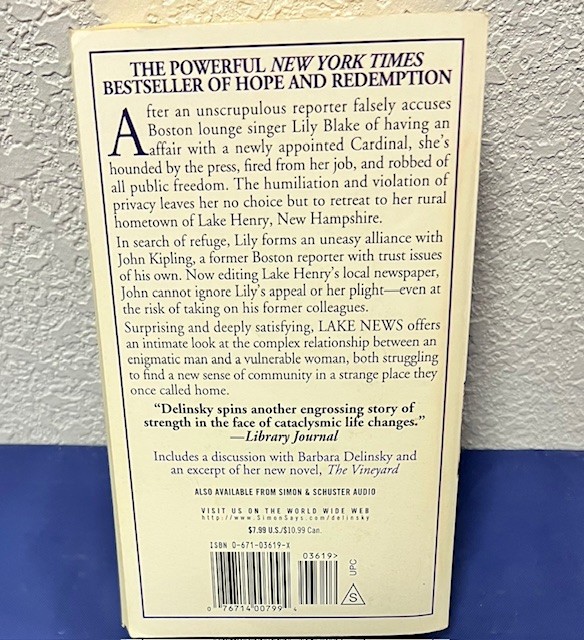 THE POWERFUL NEW YORK TIMES
BESTSELLER OF HOPE AND REDEMPTION
After an unscrupulous reporter falsely accuses
Boston lounge singer Lily Blake of having an
affair with a newly appointed Cardinal, she's
hounded by the press, fired from her job, and robbed of
all public freedom. The humiliation and violation of
privacy leaves her no choice but to retreat to her rural
hometown of Lake Henry, New Hampshire.
In search of refuge, Lily forms an uneasy alliance with
John Kipling, a former Boston reporter with trust issues
of his own. Now editing Lake Henry's local newspaper,
John cannot ignore Lily's appeal or her plight—even at
the risk of taking on his former colleagues.
Surprising and deeply satisfying, LAKE NEWS offers
an intimate look at the complex relationship between an
enigmatic man and a vulnerable woman, both struggling
to find a new sense of community in a strange place they
once called home.
"Delinsky spins another engrossing story of
strength in the face of cataclysmic life changes."
—Library Journal
Includes a discussion with Barbara Delinsky and
an excerpt of her new novel, The Vineyard
ALSO AVAILABLE FROM SIMON & SCHUSTER AUDIO
VISIT US ON THE WORLD WIDE WEB
http://www.SimonSays.com/delinsky
$7.99 U.S./$10.99 Can.
ISBN 0-671-03619-X
03619>
UPC
S
0 76714 00799 4